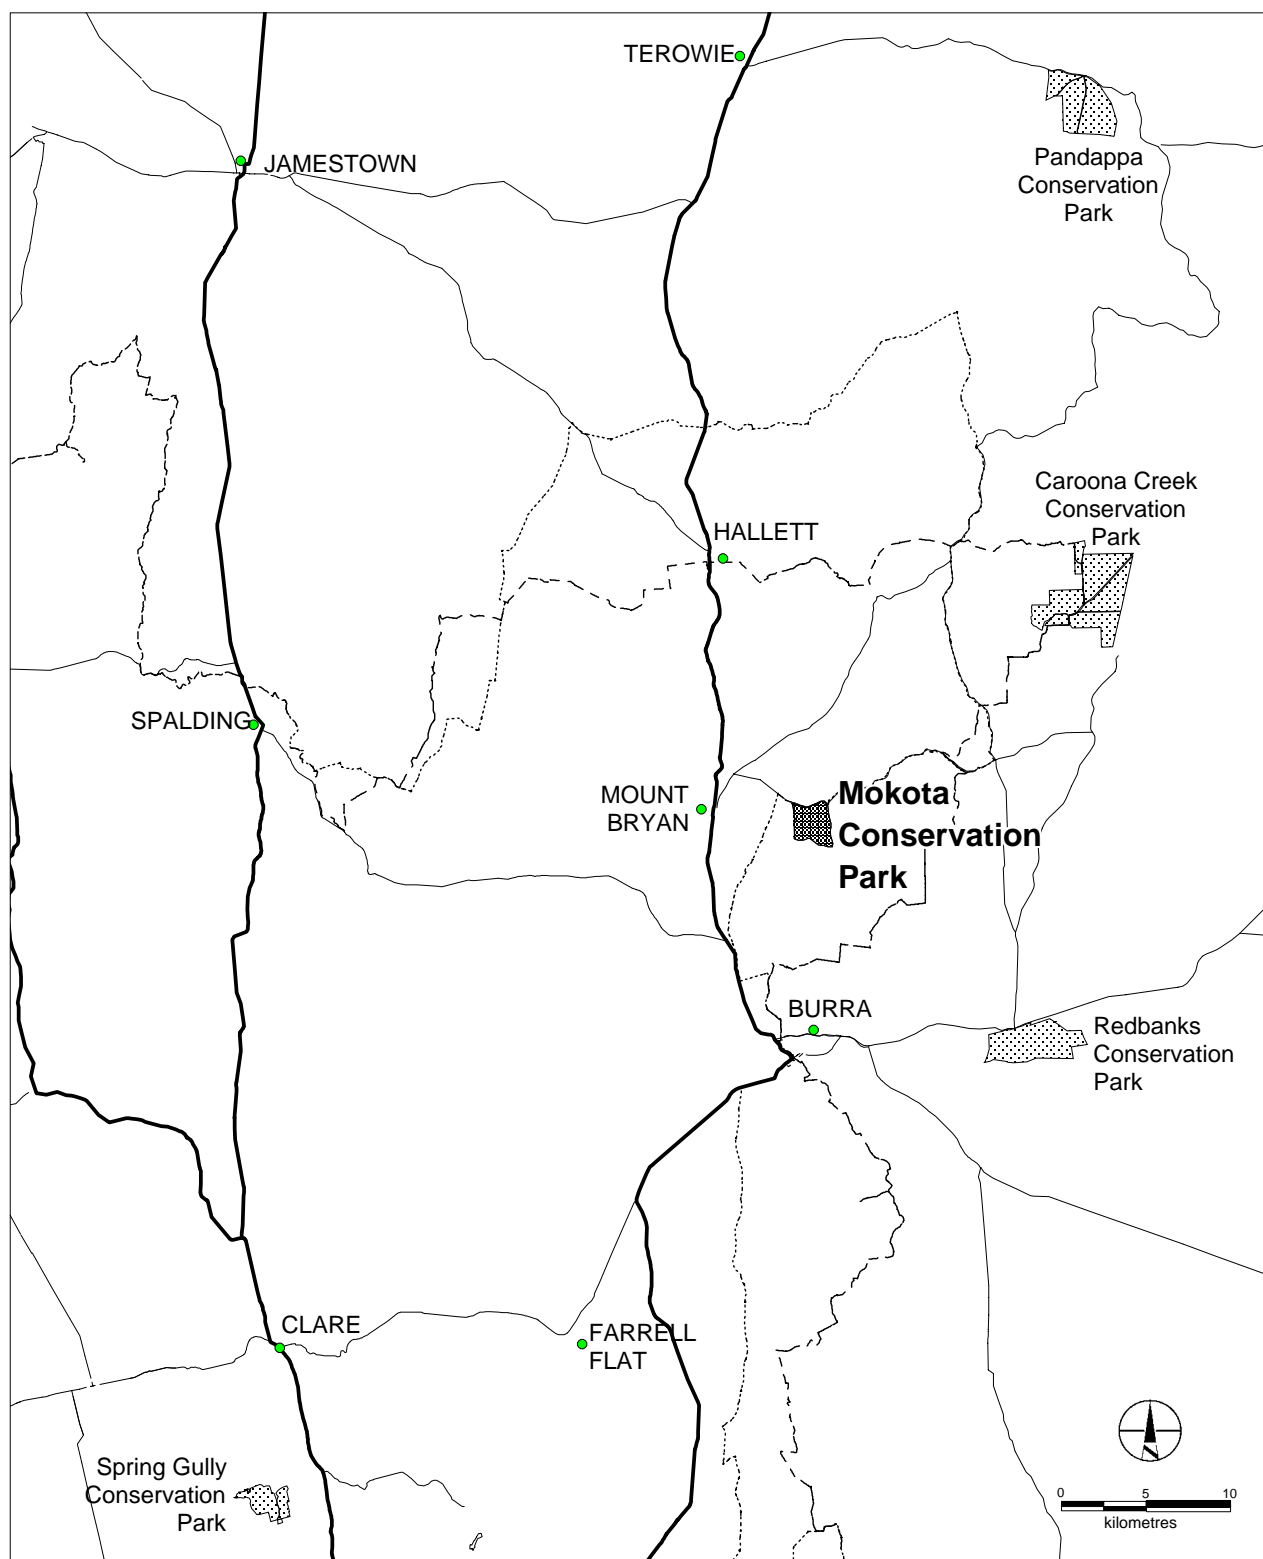 TEROWIE
JAMESTOWN
Pandappa
Conservation
Park
Caroona Creek
Conservation
Park
HALLETT
SPALDING
MOUNT
BRYAN
Mokota
Conservation
Park
BURRA
Redbanks
Conservation
Park
CLARE
FARRELL
FLAT
Spring Gully
Conservation
Park
0 5 10
kilometres